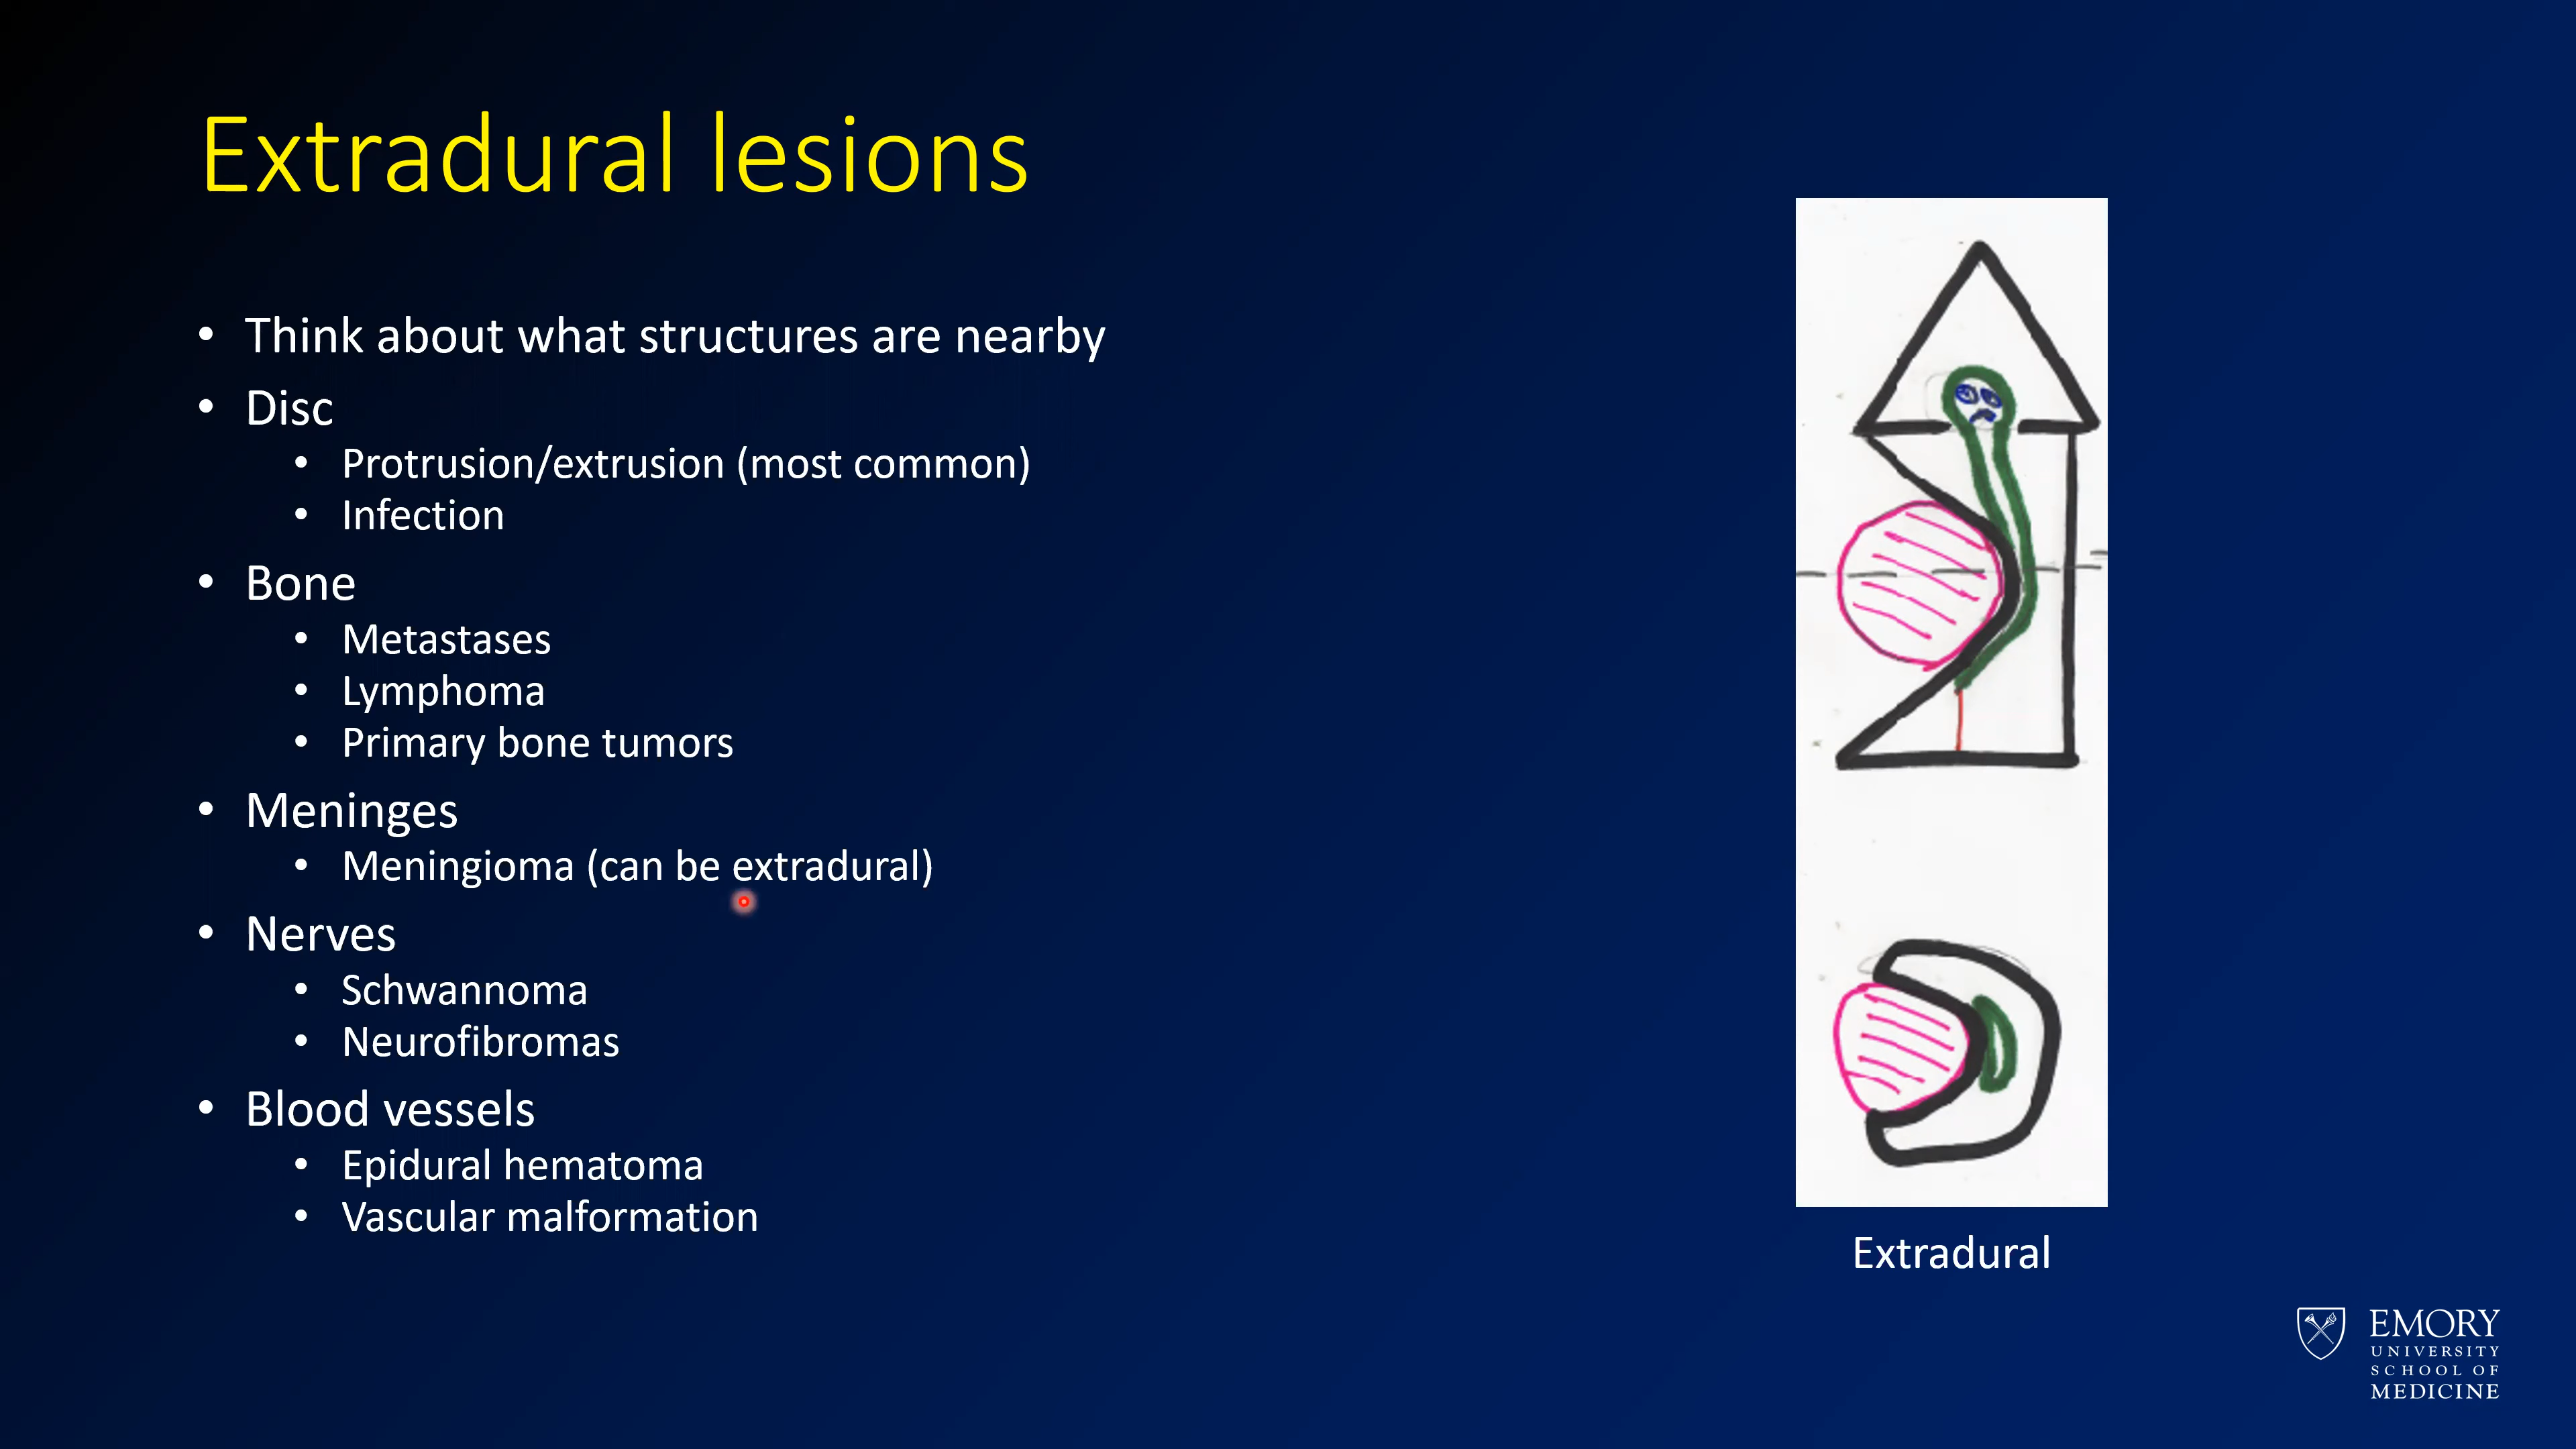 Extradural lesions
• Think about what structures are nearby
• Disc
• Protrusion/extrusion (most common)
• Infection
• Bone
• Metastases
• Lymphoma
• Primary bone tumors
• Meninges
• Meningioma (can be extradural)
• Nerves
• Schwannoma
• Neurofibromas
• Blood vessels
• Epidural hematoma
• Vascular malformation
Extradural
EMORY
UNIVERSITY
SCHOOL OF
MEDICINE